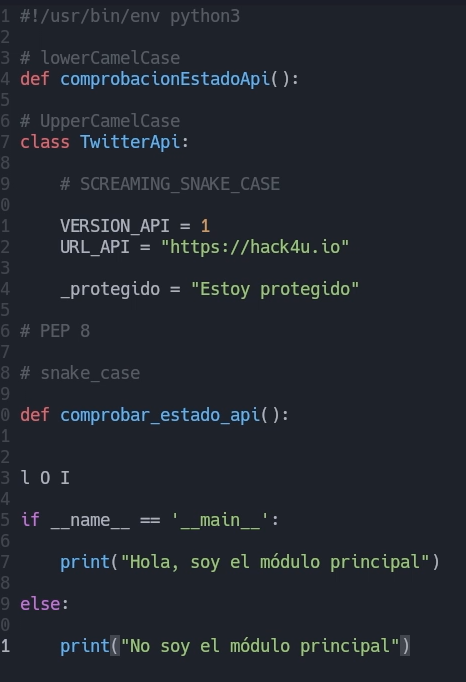 1 #!/usr/bin/env python3
2
3 # lowerCamelCase
4 def comprobacionEstadoApi():
5
6 # UpperCamelCase
7 class TwitterApi:
8
9     # SCREAMING_SNAKE_CASE
0
1     VERSION_API = 1
2     URL_API = "https://hack4u.io"
3
4     _protegido = "Estoy protegido"
5
6 # PEP 8
7
8 # snake_case
9
0 def comprobar_estado_api():
1
2
3 l O I
4
5 if __name__ == '__main__':
6
7     print("Hola, soy el módulo principal")
8
9 else:
0
1     print("No soy el módulo principal")